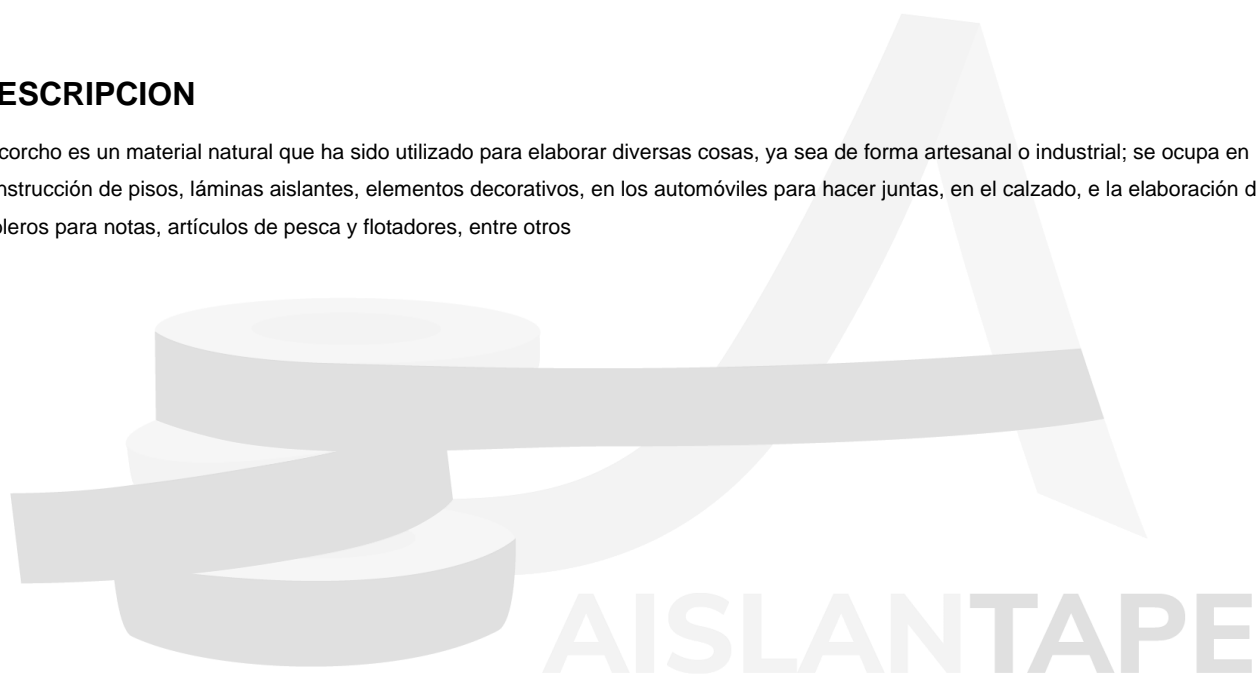 ESCRIPCION
corcho es un material natural que ha sido utilizado para elaborar diversas cosas, ya sea de forma artesanal o industrial; se ocupa en
nstrucción de pisos, láminas aislantes, elementos decorativos, en los automóviles para hacer juntas, en el calzado, e la elaboración d
leros para notas, artículos de pesca y flotadores, entre otros
AISLANTAPE